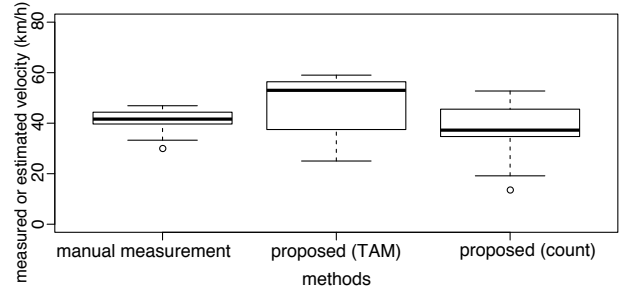 measured or estimated velocity (km/h)
80
60
40
20
0
manual measurement
proposed (TAM)
proposed (count)
methods